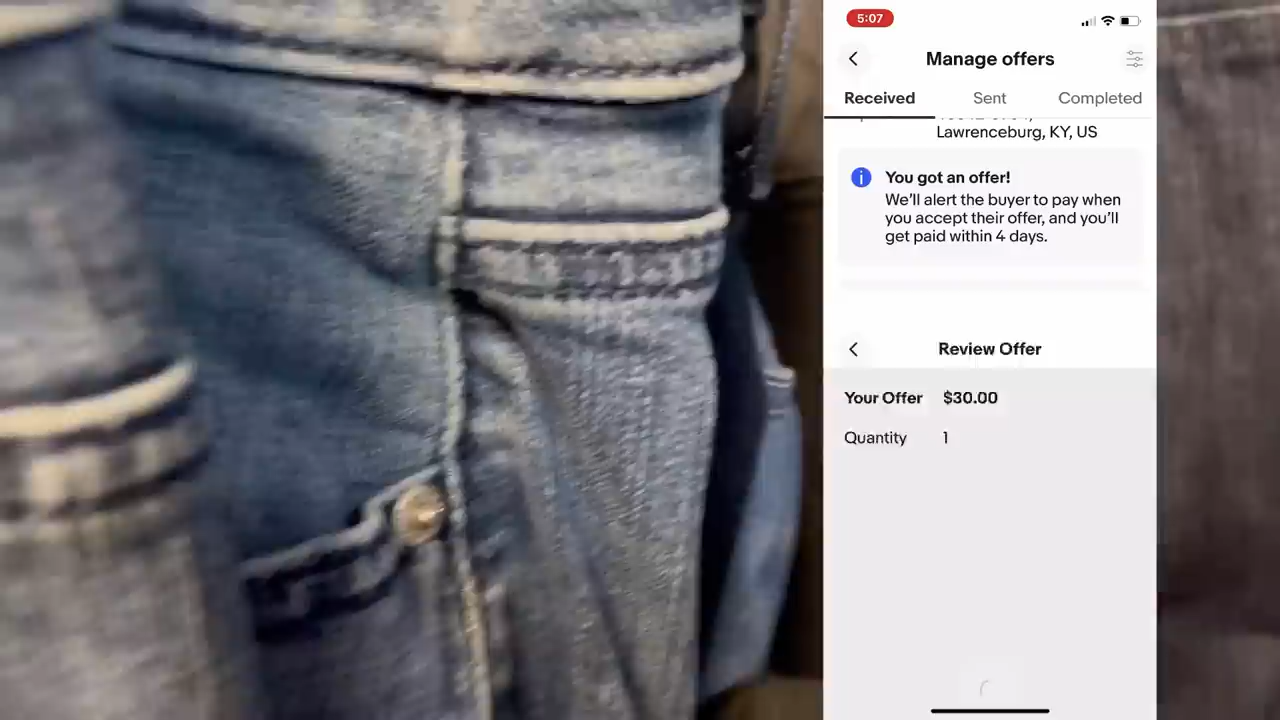 5:07
Manage offers
Received Sent Completed
Lawrenceburg, KY, US
You got an offer!
We'll alert the buyer to pay when
you accept their offer, and you'll
get paid within 4 days.
Review Offer
Your Offer $30.00
Quantity 1